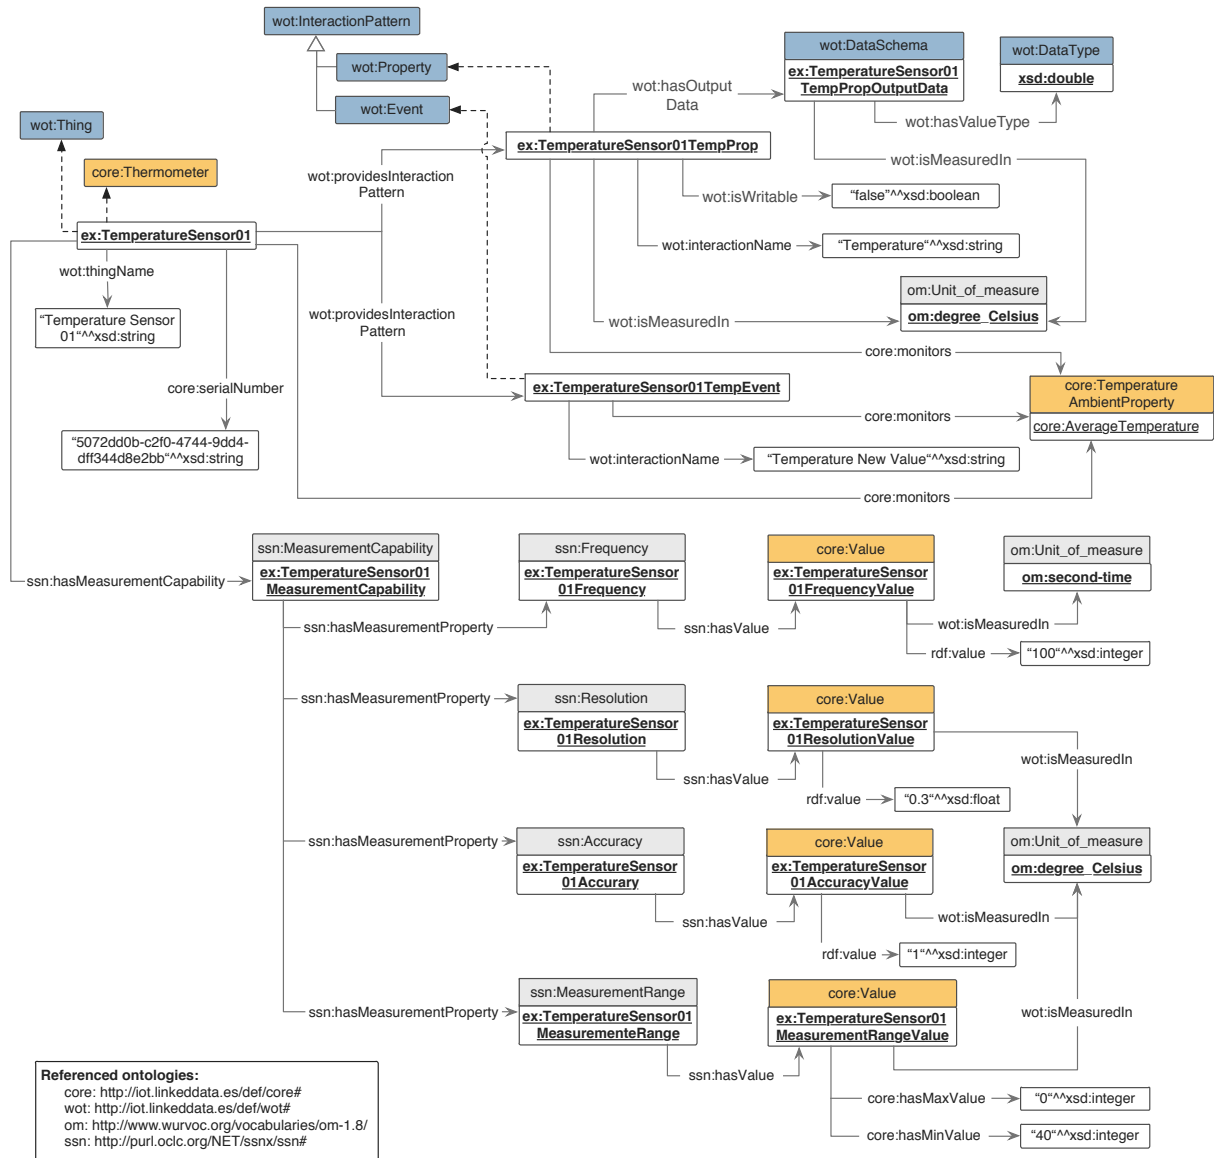 wot:InteractionPattern
wot:Property
wot:Event
wot:Thing
core:Thermometer
wot:DataSchema
ex:TemperatureSensor01
TempPropOutputData
wot:DataType
xsd:double
wot:hasOutput
Data
wot:hasValueType
ex:TemperatureSensor01TempProp
wot:isMeasuredIn
wot:providesInteraction
Pattern
wot:isWritable
“false”^^xsd:boolean
ex:TemperatureSensor01
wot:interactionName
“Temperature“^^xsd:string
wot:thingName
om:Unit_of_measure
om:degree_Celsius
“Temperature Sensor
01“^^xsd:string
wot:providesInteraction
Pattern
wot:isMeasuredIn
core:monitors
core:serialNumber
ex:TemperatureSensor01TempEvent
core:Temperature
AmbientProperty
core:AverageTemperature
core:monitors
“5072dd0b-c2f0-4744-9dd4-
dff344d8e2bb“^^xsd:string
wot:interactionName
“Temperature New Value“^^xsd:string
core:monitors
ssn:hasMeasurementCapability
ssn:MeasurementCapability
ex:TemperatureSensor01
MeasurementCapability
ssn:Frequency
ex:TemperatureSensor
01Frequency
core:Value
ex:TemperatureSensor
01FrequencyValue
om:Unit_of_measure
om:second-time
ssn:hasMeasurementProperty
ssn:hasValue
wot:isMeasuredIn
rdf:value
“100“^^xsd:integer
ssn:hasMeasurementProperty
ssn:Resolution
ex:TemperatureSensor
01Resolution
core:Value
ex:TemperatureSensor
01ResolutionValue
ssn:hasValue
wot:isMeasuredIn
rdf:value
“0.3“^^xsd:float
ssn:hasMeasurementProperty
ssn:Accuracy
ex:TemperatureSensor
01Accurary
core:Value
ex:TemperatureSensor
01AccuracyValue
om:Unit_of_measure
om:degree_Celsius
ssn:hasValue
wot:isMeasuredIn
rdf:value
“1“^^xsd:integer
ssn:hasMeasurementProperty
ssn:MeasurementRange
ex:TemperatureSensor01
MeasurementeRange
core:Value
ex:TemperatureSensor01
MeasurementRangeValue
wot:isMeasuredIn
ssn:hasValue
core:hasMaxValue
“0“^^xsd:integer
core:hasMinValue
“40“^^xsd:integer
Referenced ontologies:
core: http://iot.linkeddata.es/def/core#
wot: http://iot.linkeddata.es/def/wot#
om: http://www.wurvoc.org/vocabularies/om-1.8/
ssn: http://purl.oclc.org/NET/ssnx/ssn#